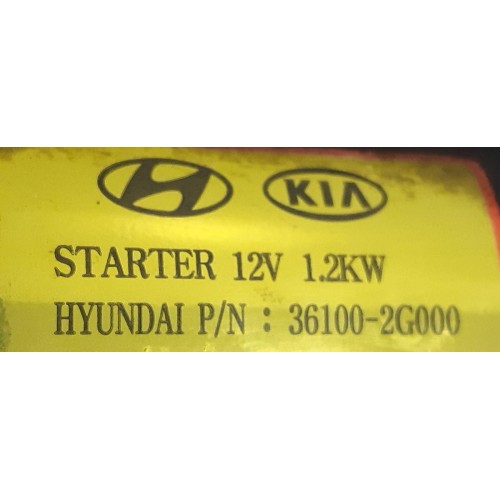 KIA
STARTER 12V 1.2KW
HYUNDAI P/N : 36100-2G000